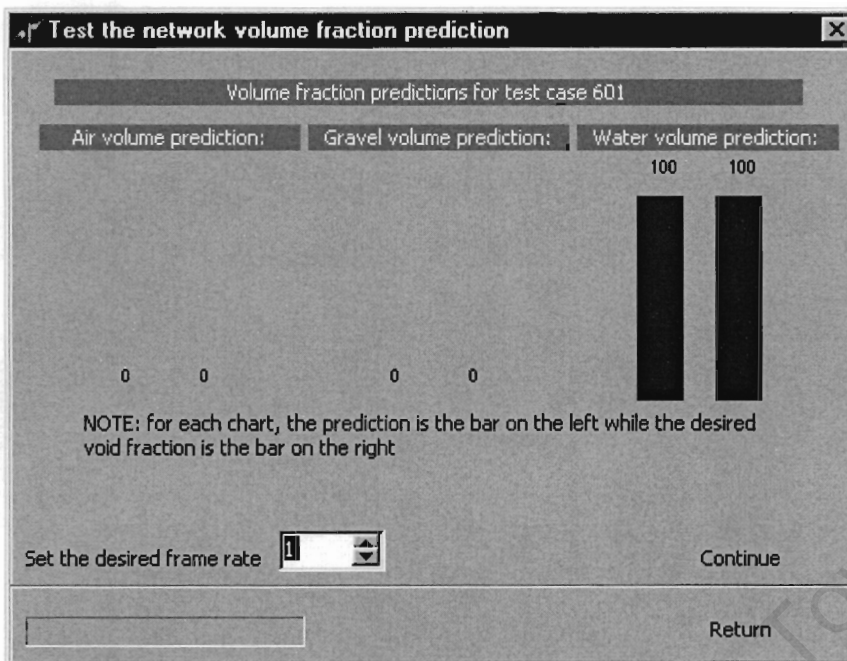 Test the network volume fraction prediction
Volume fraction predictions for test case 601
Air volume prediction: Gravel volume prediction: Water volume prediction:
100 100
0 0 0 0
NOTE: for each chart, the prediction is the bar on the left while the desired
void fraction is the bar on the right
Set the desired frame rate 1 Continue
Return